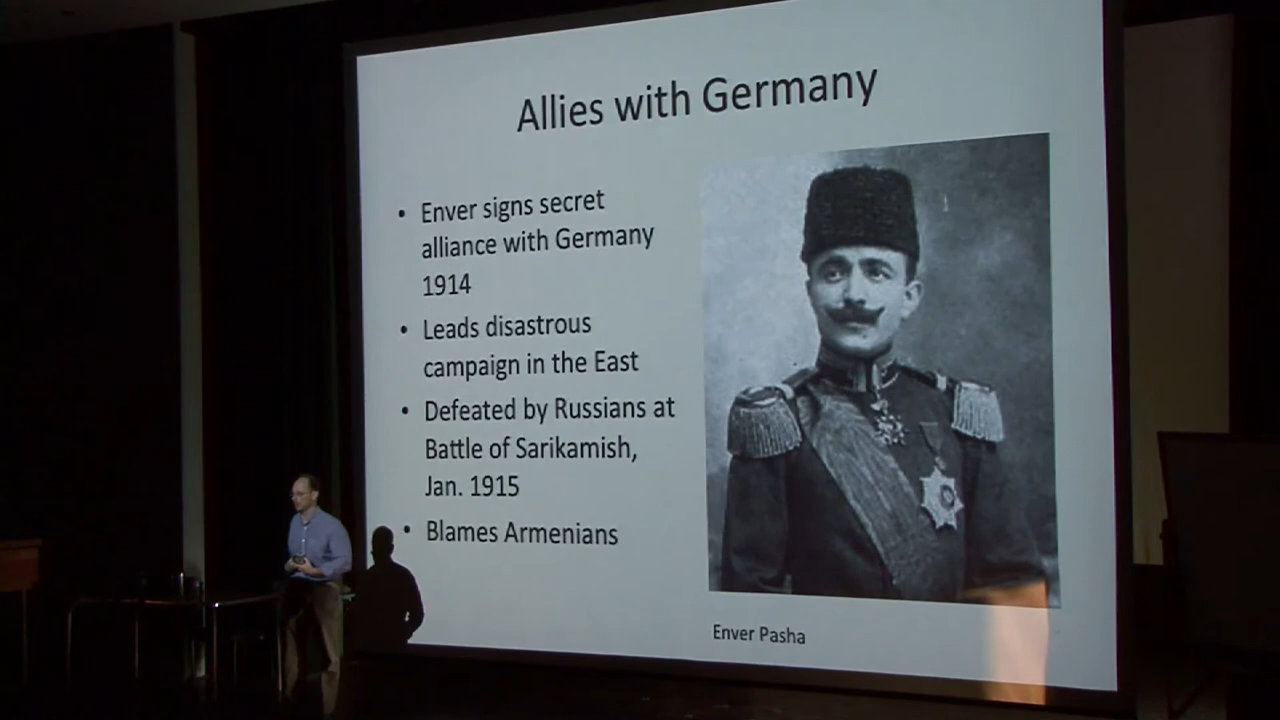 Allies with Germany
• Enver signs secret
alliance with Germany
1914
• Leads disastrous
campaign in the East
• Defeated by Russians at
Battle of Sarikamish,
Jan. 1915
• Blames Armenians
Enver Pasha